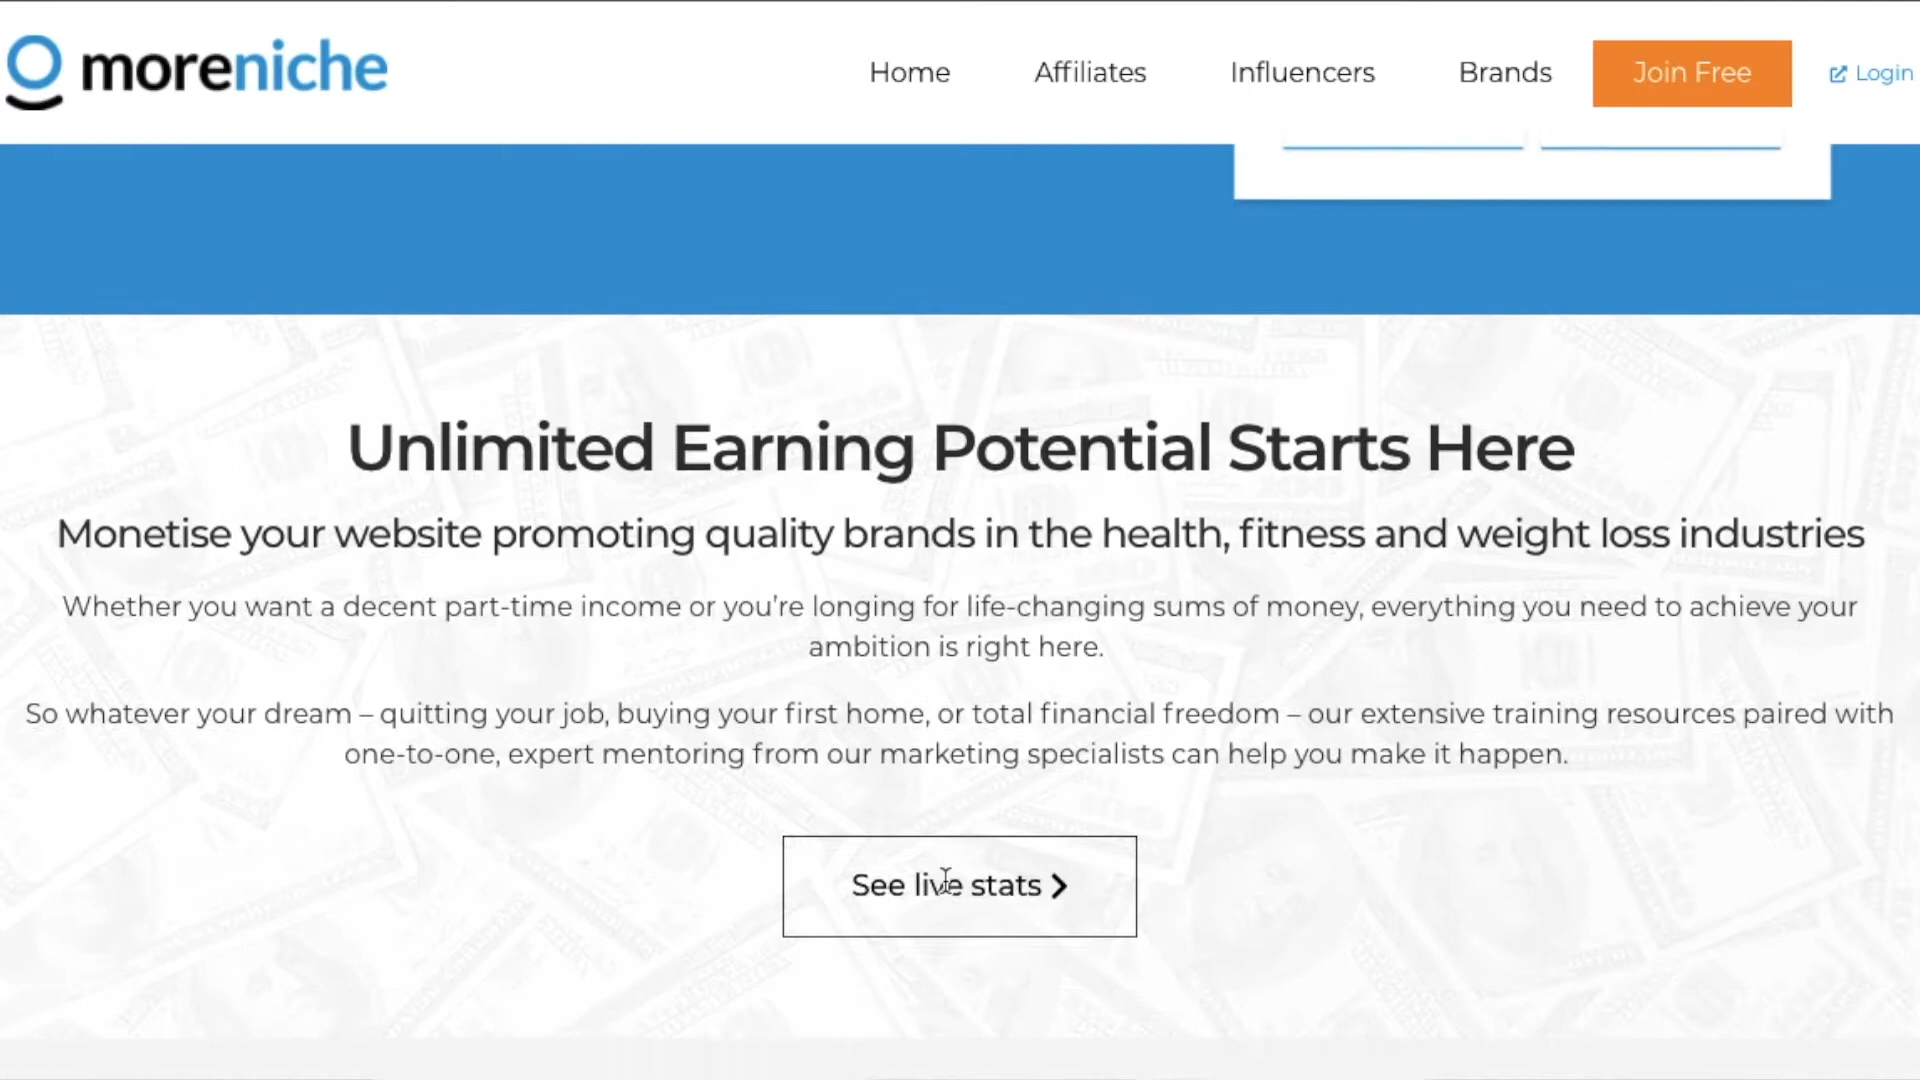 moreniche
Home Affiliates Influencers Brands Join Free Login
Unlimited Earning Potential Starts Here
Monetise your website promoting quality brands in the health, fitness and weight loss industries
Whether you want a decent part-time income or you’re longing for life-changing sums of money, everything you need to achieve your
ambition is right here.
So whatever your dream – quitting your job, buying your first home, or total financial freedom – our extensive training resources paired with
one-to-one, expert mentoring from our marketing specialists can help you make it happen.
See live stats